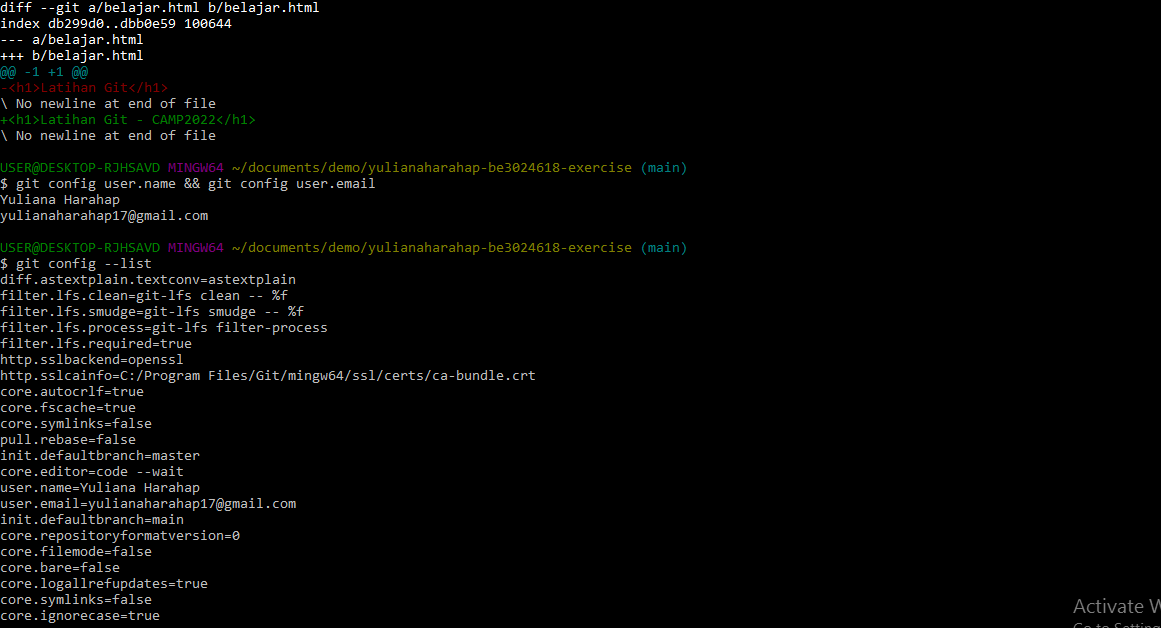 diff --git a/belajar.html b/belajar.html
index db299d0..dbb0e59 100644
--- a/belajar.html
+++ b/belajar.html
@@ -1 +1 @@
-<h1>Latihan Git</h1>
\ No newline at end of file
+<h1>Latihan Git - CAMP2022</h1>
\ No newline at end of file
USER@DESKTOP-RJHSAVD MINGW64 ~/documents/demo/yulianaharahap-be3024618-exercise (main)
$ git config user.name && git config user.email
Yuliana Harahap
yulianaharahap17@gmail.com
USER@DESKTOP-RJHSAVD MINGW64 ~/documents/demo/yulianaharahap-be3024618-exercise (main)
$ git config --list
diff.astextplain.textconv=astextplain
filter.lfs.clean=git-lfs clean -- %f
filter.lfs.smudge=git-lfs smudge -- %f
filter.lfs.process=git-lfs filter-process
filter.lfs.required=true
http.sslbackend=openssl
http.sslcainfo=C:/Program Files/Git/mingw64/ssl/certs/ca-bundle.crt
core.autocrlf=true
core.fscache=true
core.symlinks=false
pull.rebase=false
init.defaultbranch=master
core.editor=code --wait
user.name=Yuliana Harahap
user.email=yulianaharahap17@gmail.com
init.defaultbranch=main
core.repositoryformatversion=0
core.filemode=false
core.bare=false
core.logallrefupdates=true
core.symlinks=false
core.ignorecase=true
Activate W
Go to Setting